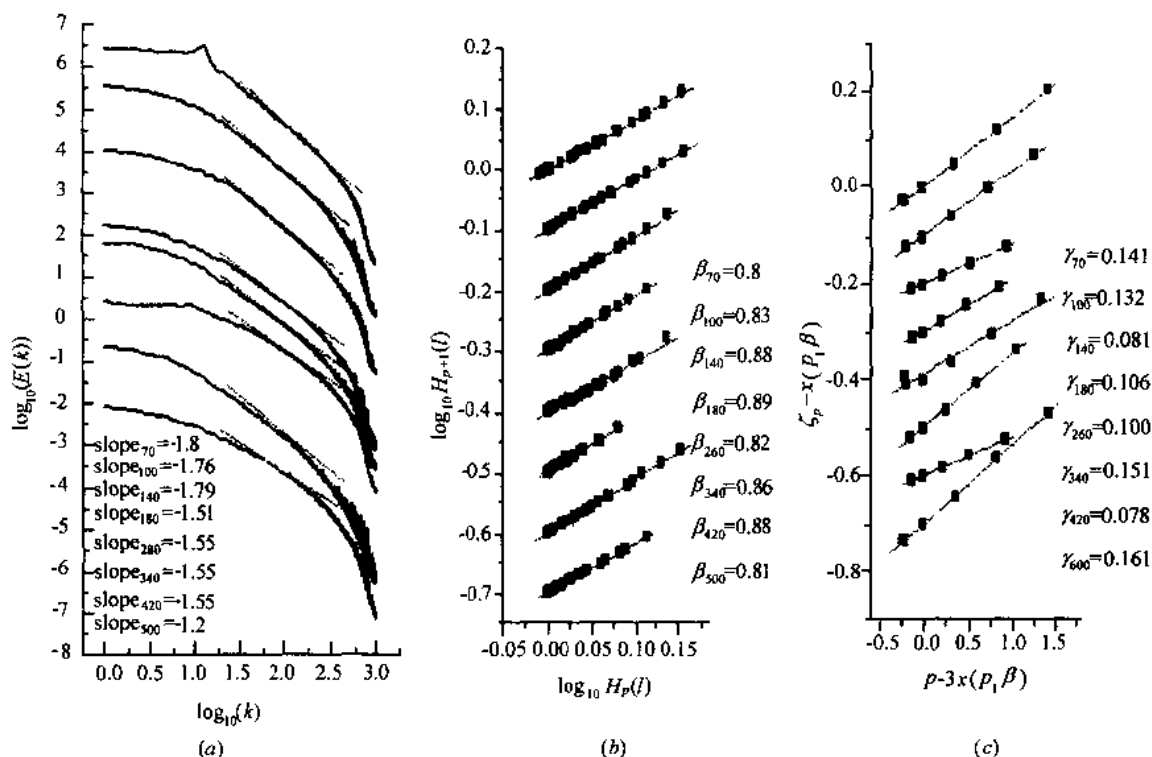 7
6
5
4
3
2
1
0
-1
-2
-3
-4
-5
-6
-7
-8
log₁₀(E(k))
slope₇₀=-1.8
slope₁₀₀=-1.76
slope₁₄₀=-1.79
slope₁₈₀=-1.51
slope₂₈₀=-1.55
slope₃₄₀=-1.55
slope₄₂₀=-1.55
slope₅₀₀=-1.2
0.0 0.5 1.0 1.5 2.0 2.5 3.0
log₁₀(k)
(a)
0.2
0.1
0.0
-0.1
-0.2
-0.3
-0.4
-0.5
-0.6
-0.7
log₁₀ Hₚ₊₁(l)
β₇₀=0.8
β₁₀₀=0.83
β₁₄₀=0.88
β₁₈₀=0.89
β₂₆₀=0.82
β₃₄₀=0.86
β₄₂₀=0.88
β₅₀₀=0.81
-0.05 0.00 0.05 0.10 0.15
log₁₀ Hₚ(l)
(b)
0.2
0.0
-0.2
-0.4
-0.6
-0.8
ζₚ-x(p₁β)
γ₇₀=0.141
γ₁₀₀=0.132
γ₁₄₀=0.081
γ₁₈₀=0.106
γ₂₆₀=0.100
γ₃₄₀=0.151
γ₄₂₀=0.078
γ₆₀₀=0.161
-0.5 0.0 0.5 1.0 1.5
p-3x(p₁β)
(c)